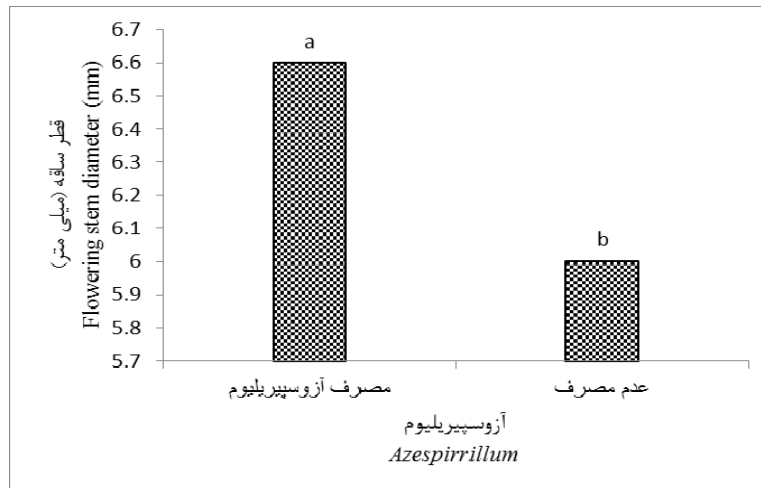 6.7
6.6
6.5
6.4
6.3
6.2
6.1
6
5.9
5.8
5.7
قطر ساقه (میلی متر)
Flowering stem diameter (mm)
a
b
مصرف آزوسپیریلیوم
عدم مصرف
آزوسپیریلیوم
Azespirrillum